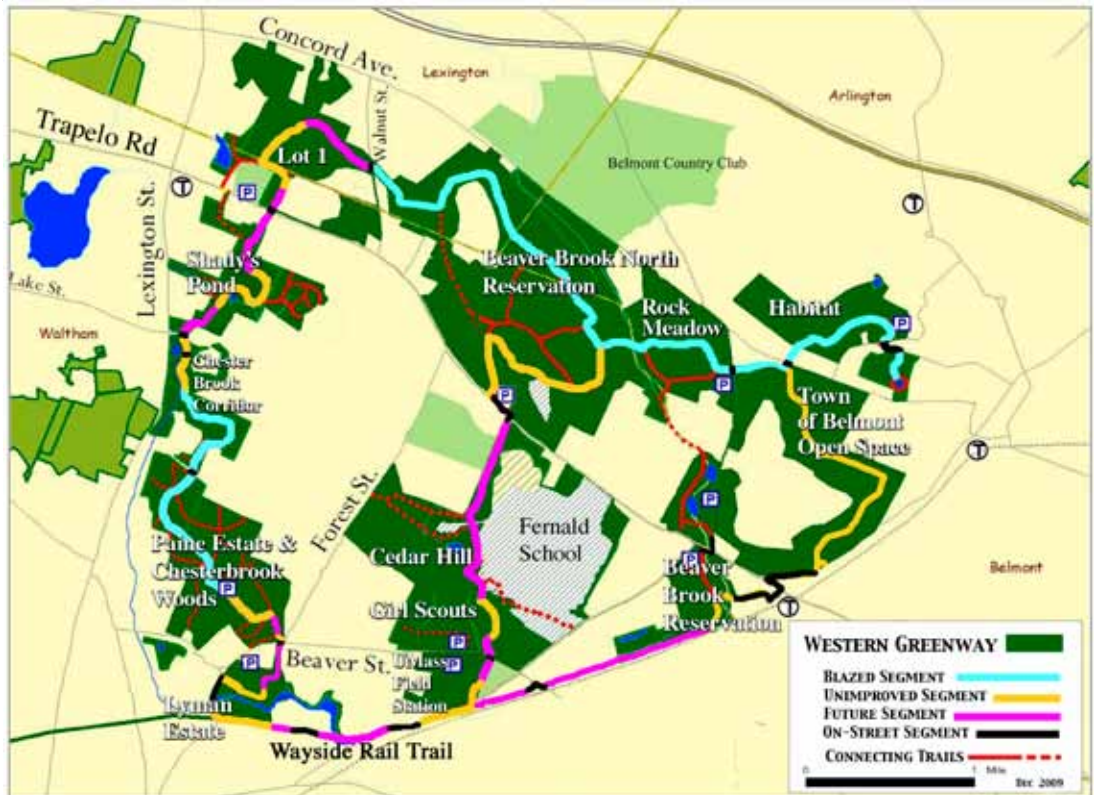 Concord Ave.
Lexington
Arlington
Trapelo Rd
Walnut St.
Lot 1
Belmont Country Club
P
T
T
Lexington St.
Shady's
Pond
Beaver Brook North
Reservation
Rock
Meadow
Habitat
P
Lake St.
Waltham
Chester
Brook
Corridor
P
P
Town
of Belmont
Open Space
T
Forest St.
P
Fernald
School
Cedar Hill
Paine Estate &
Chesterbrook
Woods
P
P
Beaver
Brook
Reservation
Belmont
T
Girl Scouts
P
Beaver St.
P
UMass
Field
Station
P
Lyman
Estate
Wayside Rail Trail
WESTERN GREENWAY
BLAZED SEGMENT
UNIMPROVED SEGMENT
FUTURE SEGMENT
ON-STREET SEGMENT
CONNECTING TRAILS
0 1 Mile
DEC 2009